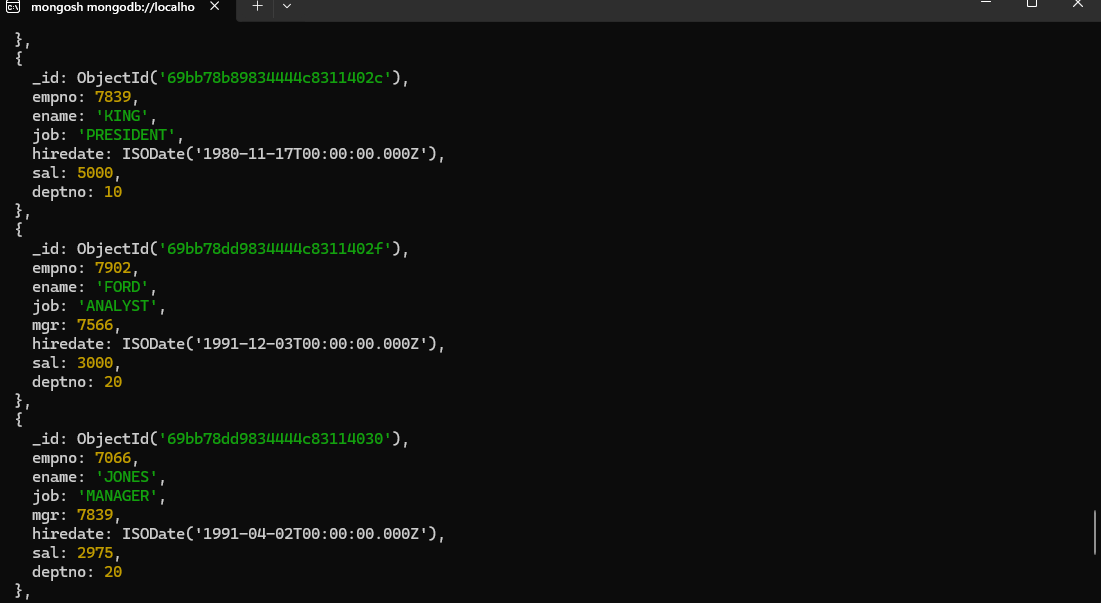 mongosh mongodb://localho
},
{
_id: ObjectId('69bb78b89834444c8311402c'),
empno: 7839,
ename: 'KING',
job: 'PRESIDENT',
hiredate: ISODate('1980-11-17T00:00:00.000Z'),
sal: 5000,
deptno: 10
},
{
_id: ObjectId('69bb78dd9834444c8311402f'),
empno: 7902,
ename: 'FORD',
job: 'ANALYST',
mgr: 7566,
hiredate: ISODate('1991-12-03T00:00:00.000Z'),
sal: 3000,
deptno: 20
},
{
_id: ObjectId('69bb78dd9834444c83114030'),
empno: 7066,
ename: 'JONES',
job: 'MANAGER',
mgr: 7839,
hiredate: ISODate('1991-04-02T00:00:00.000Z'),
sal: 2975,
deptno: 20
},